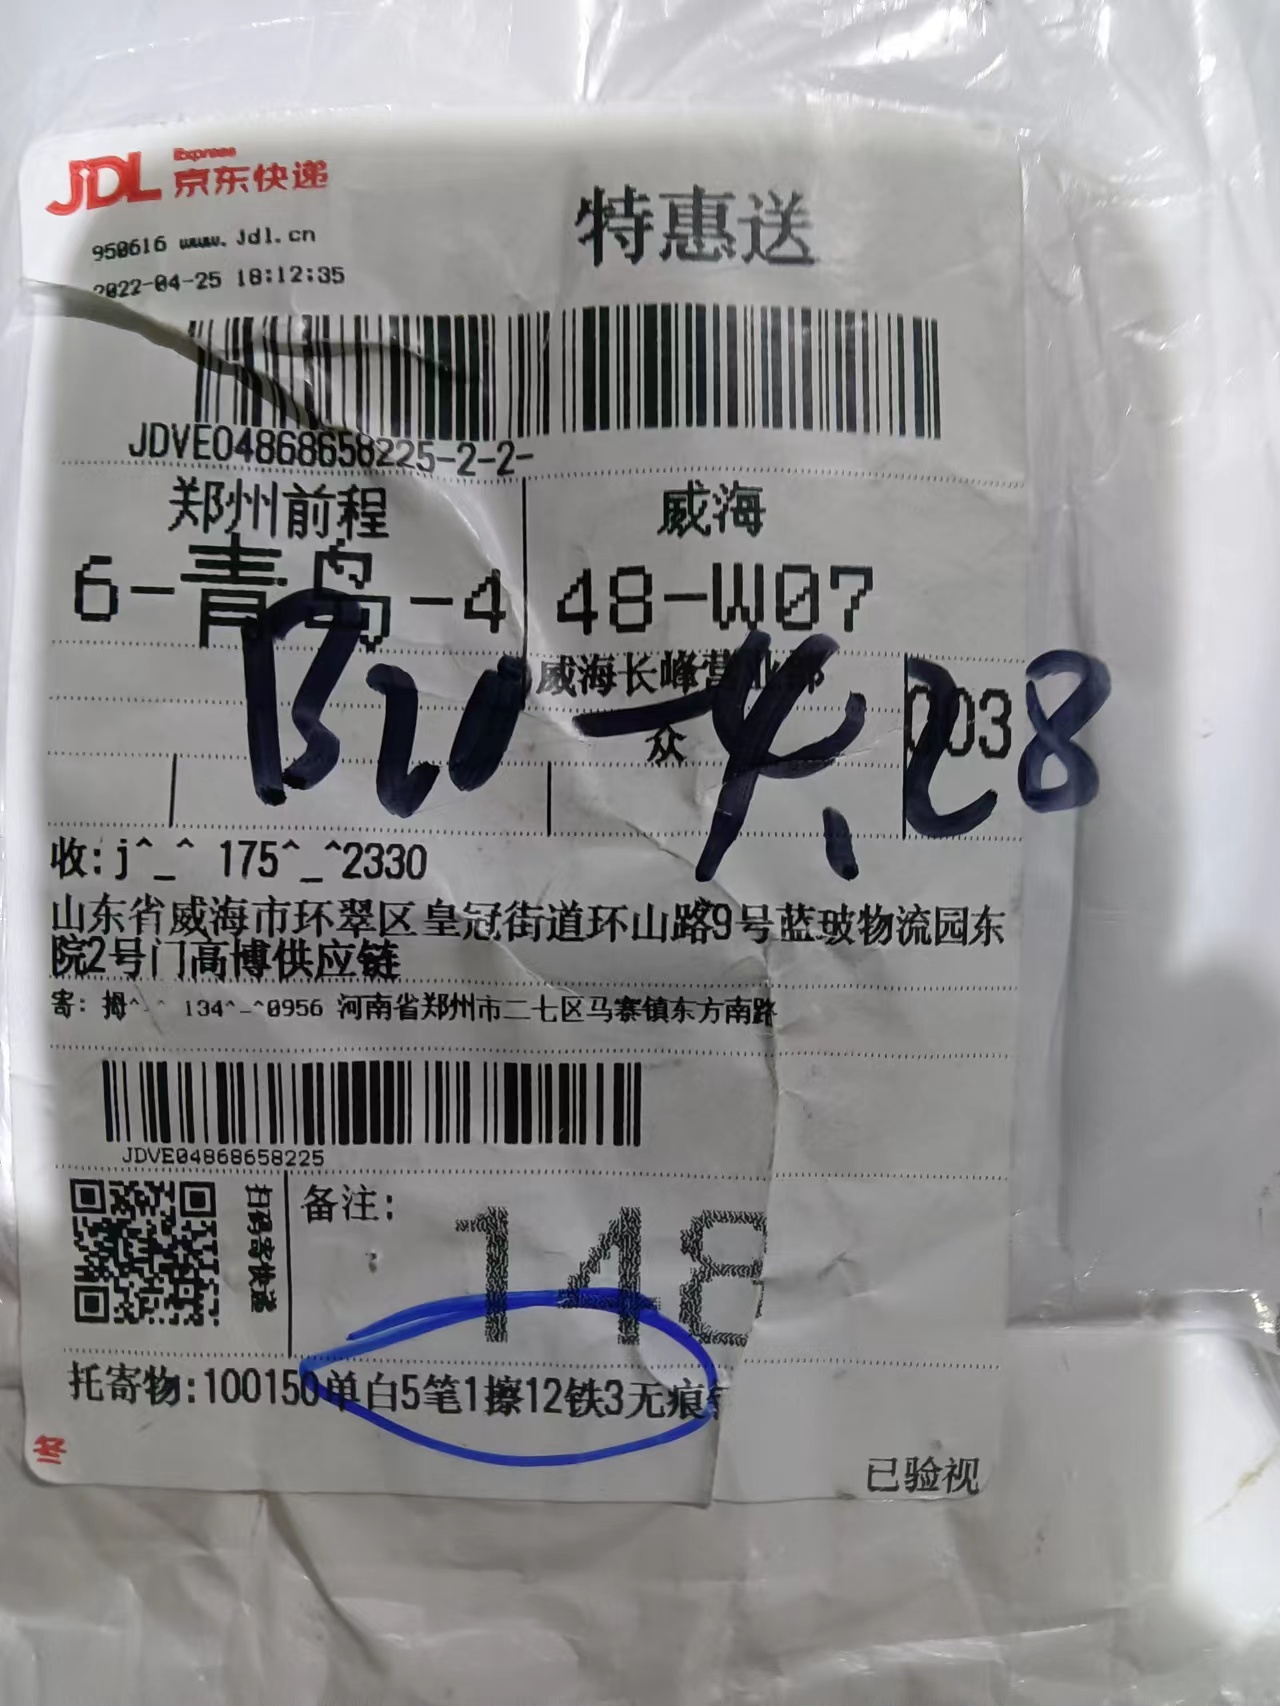 JDL Express
京东快递
特惠送
950616 www.Jdl.cn
2022-04-25 18:12:35
JDVE04868658225-2-2-
郑州前程
威海
6-青岛-4
48-W07
威海长峰营业部
众
003
B20-4.28
收:j^_^ 175^_^2330
山东省威海市环翠区皇冠街道环山路9号蓝玻物流园东
院2号门高博供应链
寄: 拇^_^ 134^_^0956 河南省郑州市二七区马寨镇东方南路
JDVE04868658225
扫码寄快递
备注:
148
托寄物:100150单白5笔1擦12铁3无痕
已验视